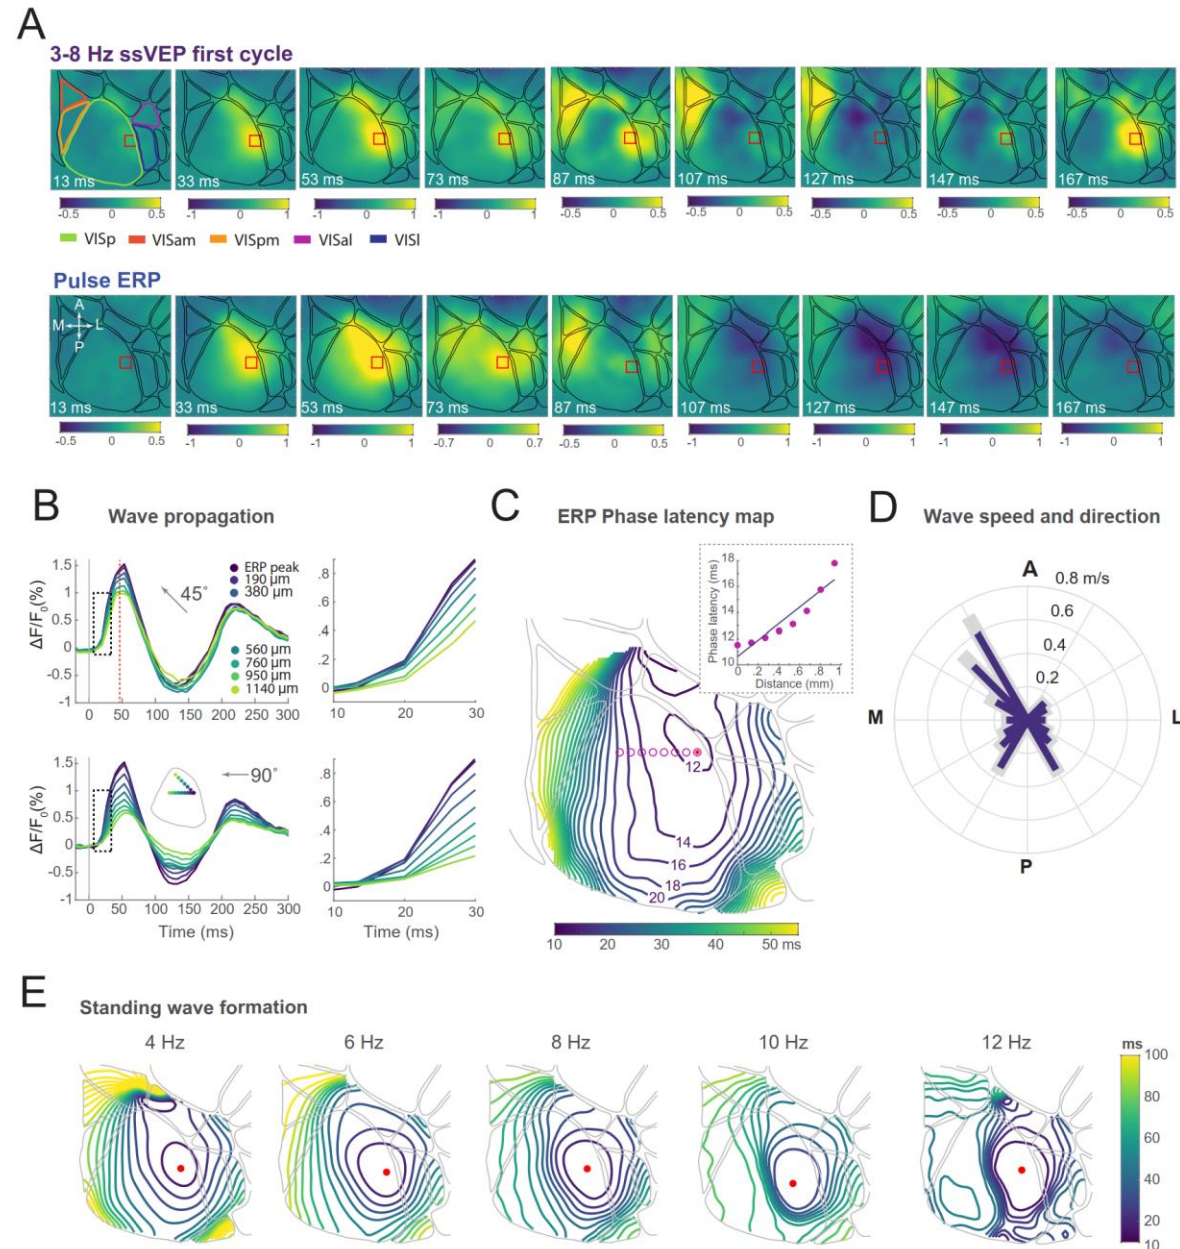 A
3-8 Hz ssVEP first cycle
13 ms 33 ms 53 ms 73 ms 87 ms 107 ms 127 ms 147 ms 167 ms
-0.5 0 0.5 -1 0 1 -1 0 1 -1 0 1 -0.5 0 0.5 -0.5 0 0.5 -0.5 0 0.5 -0.5 0 0.5 -0.5 0 0.5
VISp VISam VISpm VISal VISl
Pulse ERP
A
M L
P
13 ms 33 ms 53 ms 73 ms 87 ms 107 ms 127 ms 147 ms 167 ms
-0.5 0 0.5 -1 0 1 -1 0 1 -0.7 0 0.7 -0.5 0 0.5 -1 0 1 -1 0 1 -1 0 1 -1 0 1
B
Wave propagation
1.5
1
0.5
0
-0.5
-1
ΔF/F0(%)
45°
ERP peak
190 µm
380 µm
560 µm
760 µm
950 µm
1140 µm
0 50 100 150 200 250 300
.8
.6
.4
.2
0
10 20 30
1.5
1
0.5
0
-0.5
-1
ΔF/F0(%)
90°
0 50 100 150 200 250 300
Time (ms)
.8
.6
.4
.2
0
10 20 30
Time (ms)
C
ERP Phase latency map
18
16
14
12
10
Phase latency (ms)
0 .2 .4 .6 .8 1
Distance (mm)
12
14
16
18
20
10 20 30 40 50 ms
D
Wave speed and direction
A
0.8 m/s
0.6
0.4
0.2
M L
P
E
Standing wave formation
4 Hz 6 Hz 8 Hz 10 Hz 12 Hz
ms
100
80
60
40
20
10